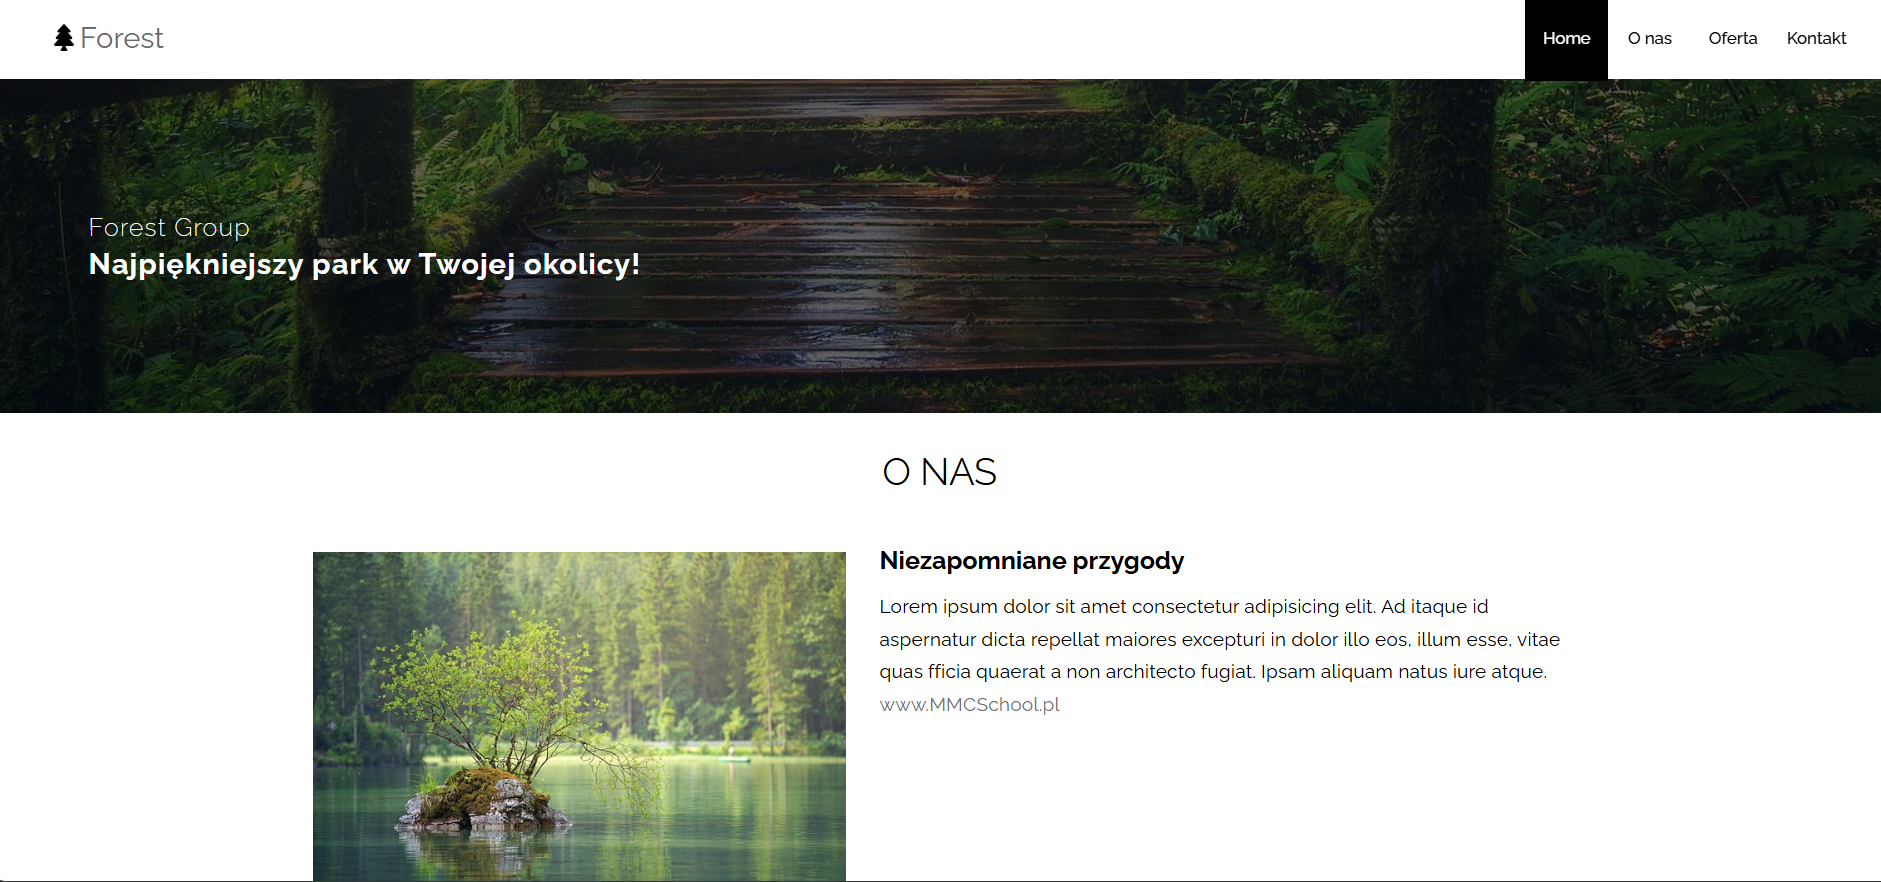 Forest
Home O nas Oferta Kontakt
Forest Group
Najpiękniejszy park w Twojej okolicy!
O NAS
Niezapomniane przygody
Lorem ipsum dolor sit amet consectetur adipisicing elit. Ad itaque id
aspernatur dicta repellat maiores excepturi in dolor illo eos, illum esse, vitae
quas fficia quaerat a non architecto fugiat. Ipsam aliquam natus iure atque.
www.MMCSchool.pl